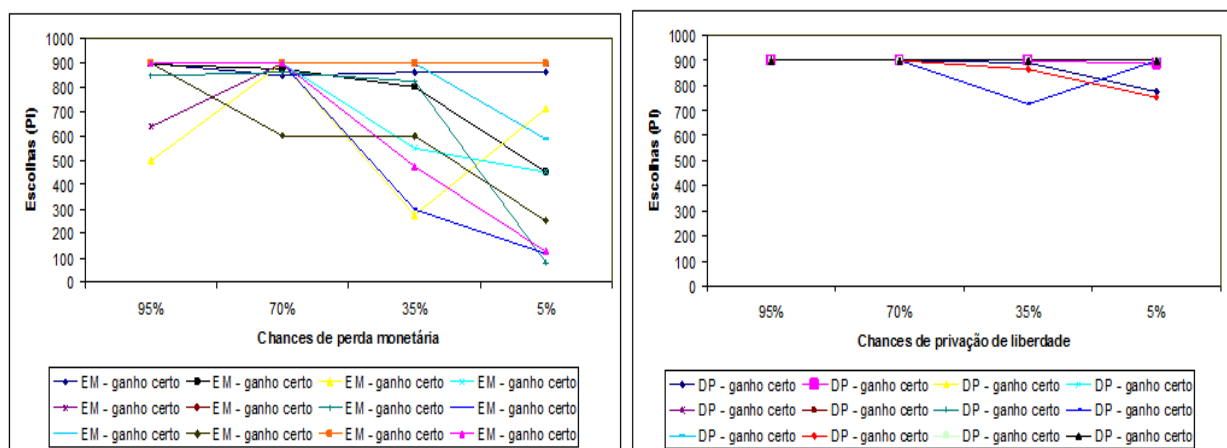 1000
900
800
700
600
500
400
300
200
100
0
Escolhas (PI)
95% 70% 35% 5%
Chances de perda monetária
EM - ganho certo EM - ganho certo EM - ganho certo EM - ganho certo
EM - ganho certo EM - ganho certo EM - ganho certo EM - ganho certo
EM - ganho certo EM - ganho certo EM - ganho certo EM - ganho certo
1000
900
800
700
600
500
400
300
200
100
0
Escolhas (PI)
95% 70% 35% 5%
Chances de privação de liberdade
DP - ganho certo DP - ganho certo DP - ganho certo DP - ganho certo
DP - ganho certo DP - ganho certo DP - ganho certo DP - ganho certo
DP - ganho certo DP - ganho certo DP - ganho certo DP - ganho certo